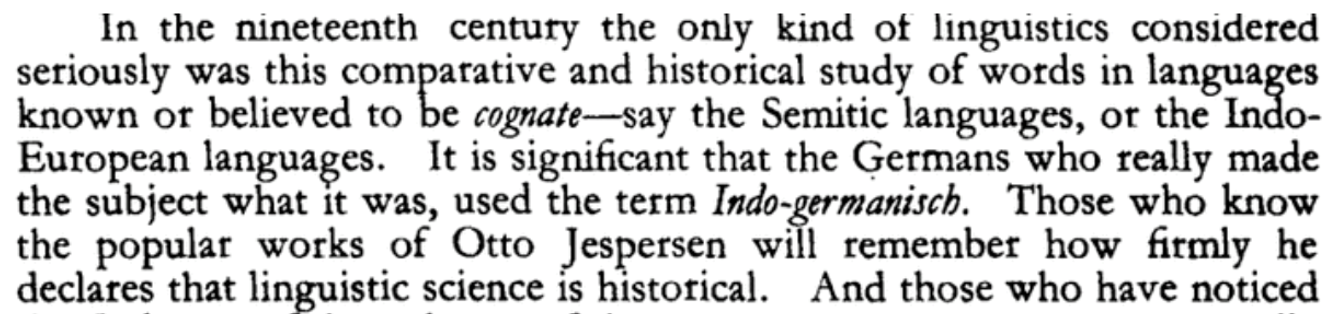 In the nineteenth century the only kind of linguistics considered
seriously was this comparative and historical study of words in languages
known or believed to be cognate—say the Semitic languages, or the Indo-
European languages. It is significant that the Germans who really made
the subject what it was, used the term Indo-germanisch. Those who know
the popular works of Otto Jespersen will remember how firmly he
declares that linguistic science is historical. And those who have noticed